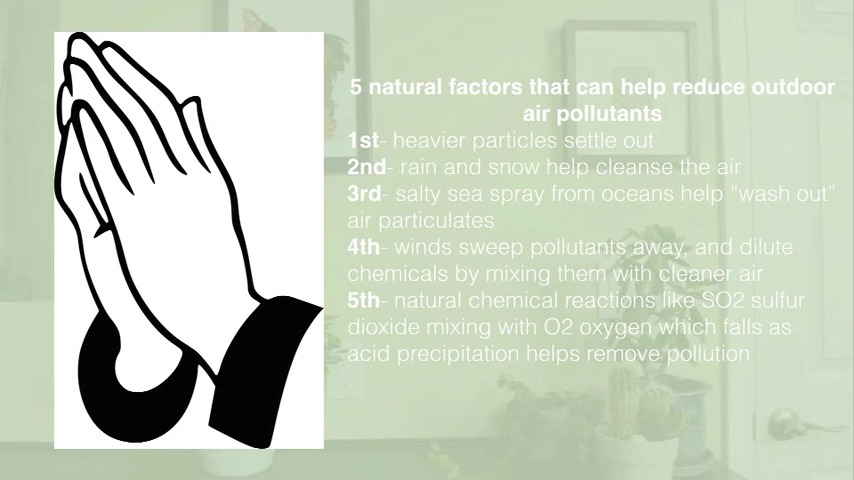 5 natural factors that can help reduce outdoor
air pollutants
1st- heavier particles settle out
2nd- rain and snow help cleanse the air
3rd- salty sea spray from oceans help “wash out”
air particulates
4th- winds sweep pollutants away, and dilute
chemicals by mixing them with cleaner air
5th- natural chemical reactions like SO2 sulfur
dioxide mixing with O2 oxygen which falls as
acid precipitation helps remove pollution